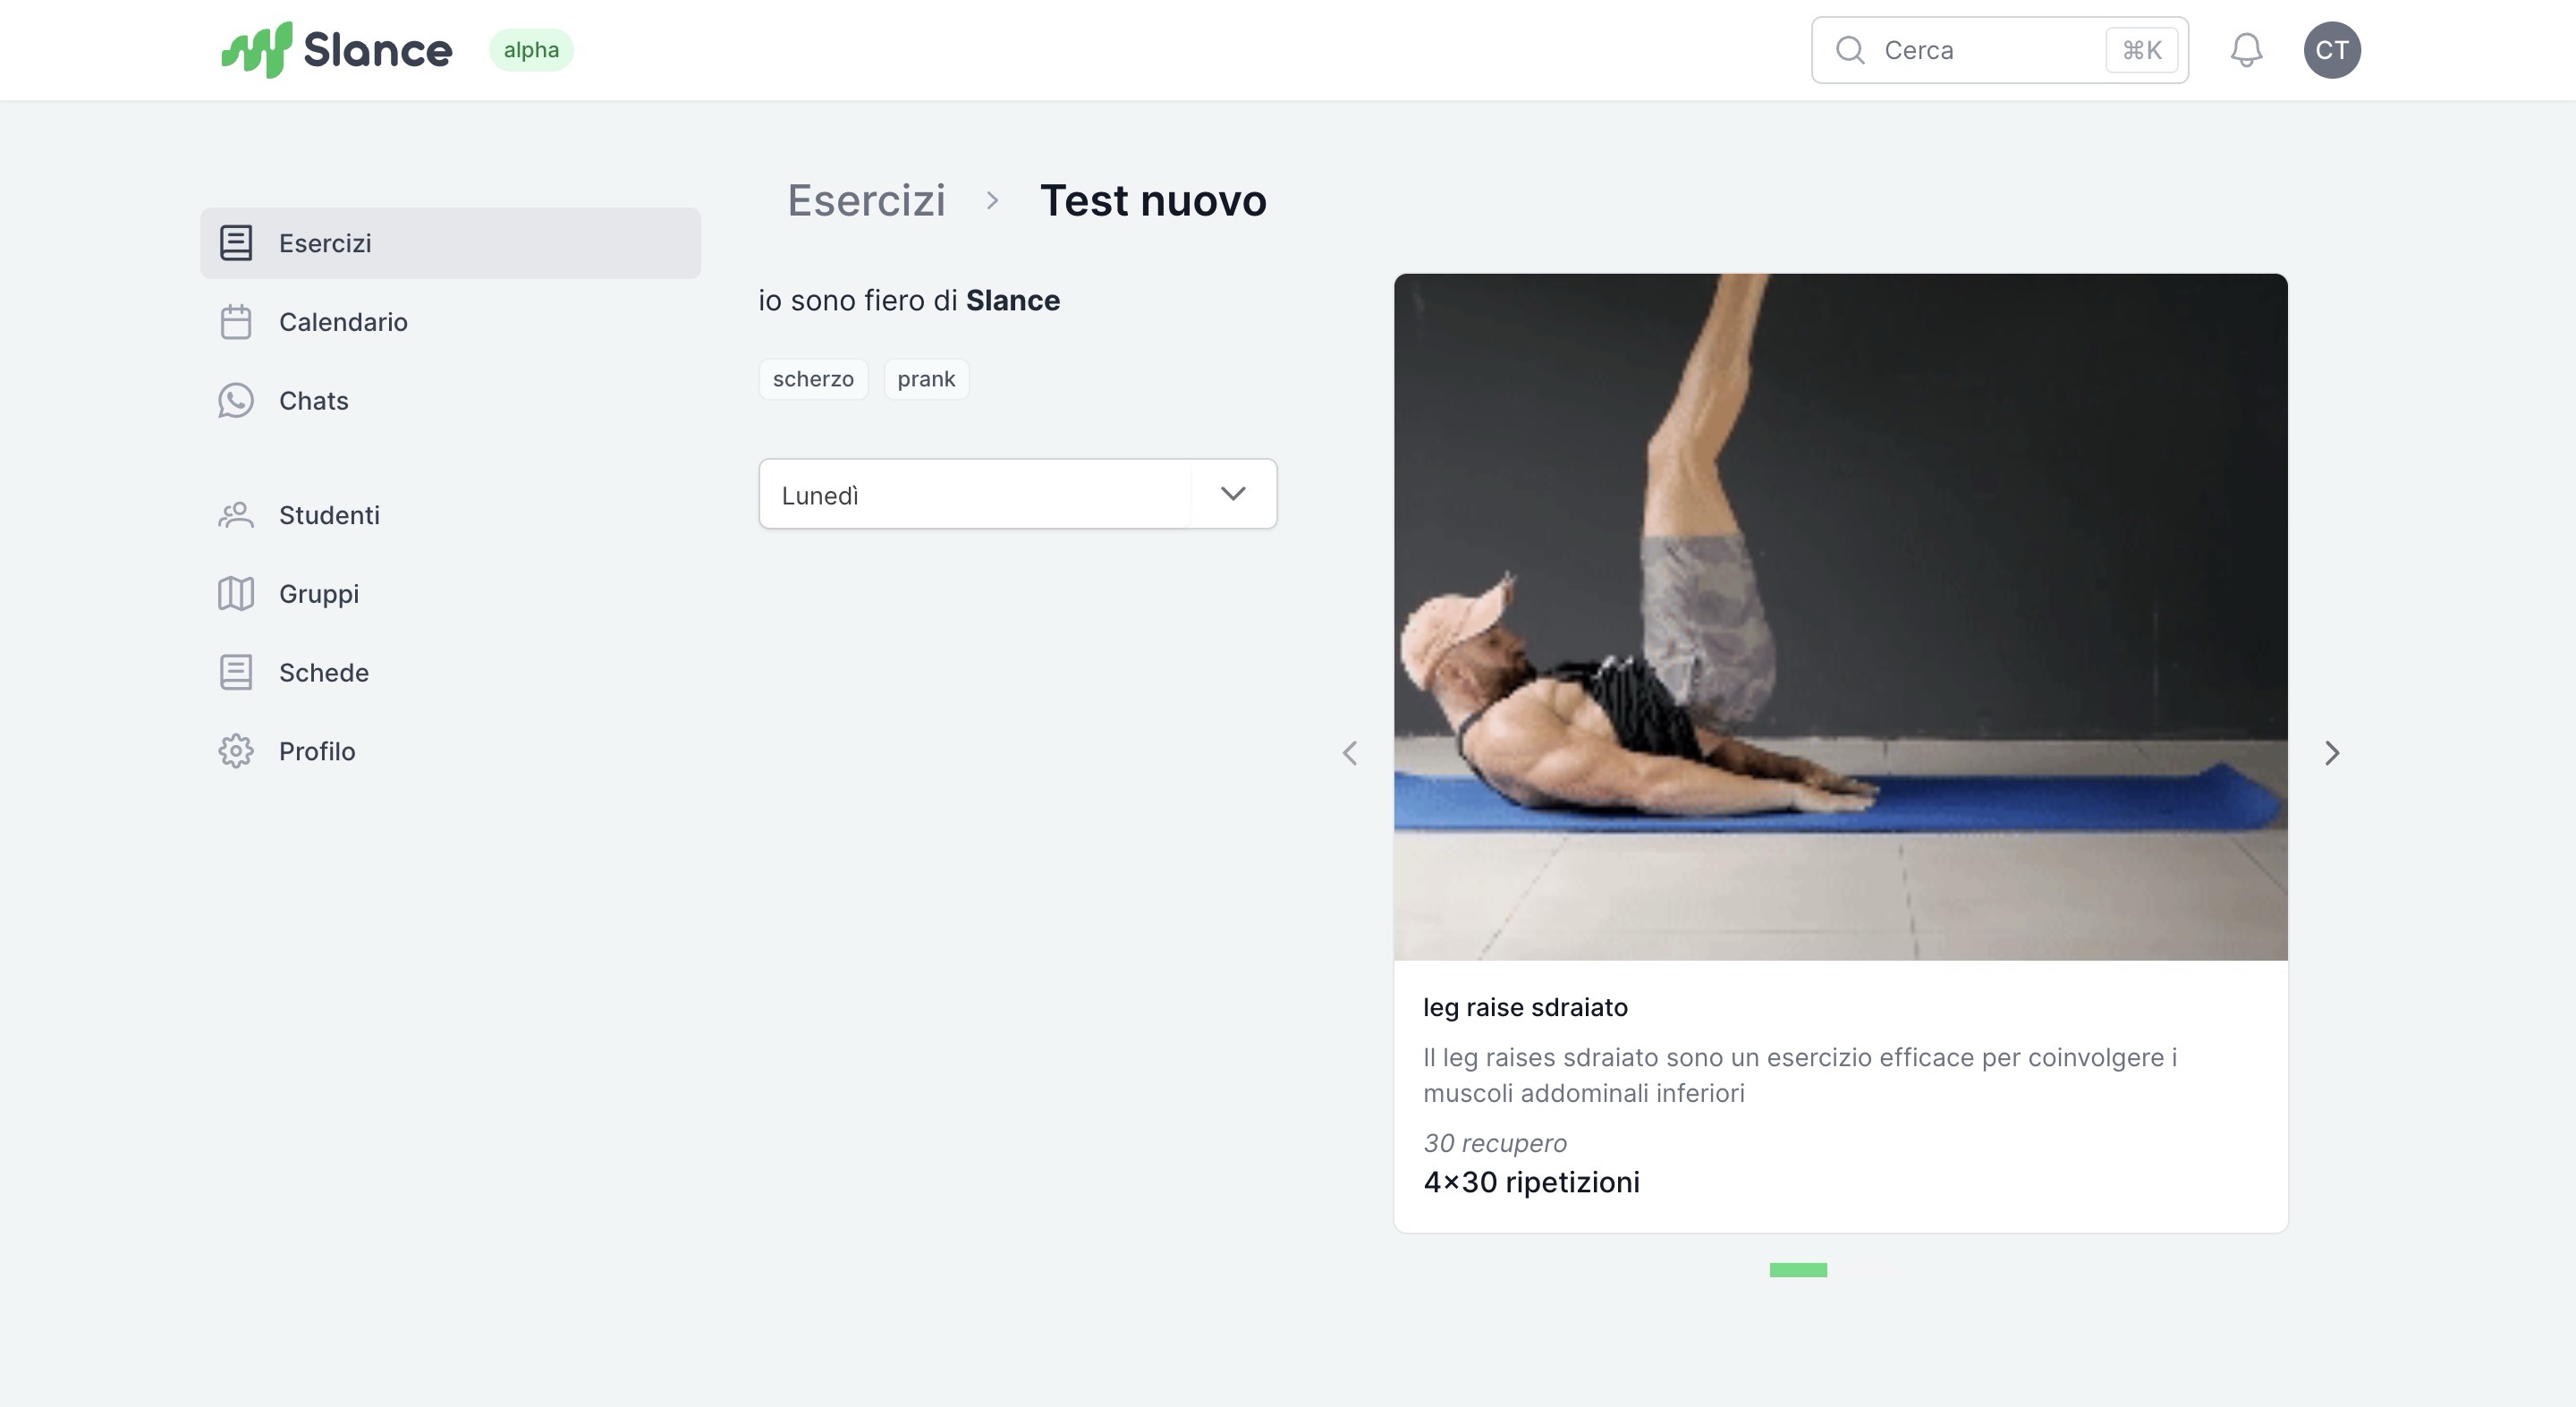 Slance
alpha
Cerca
⌘K
CT
Esercizi
Calendario
Chats
Studenti
Gruppi
Schede
Profilo
Esercizi > Test nuovo
io sono fiero di Slance
scherzo prank
Lunedì
leg raise sdraiato
Il leg raises sdraiato sono un esercizio efficace per coinvolgere i
muscoli addominali inferiori
30 recupero
4×30 ripetizioni